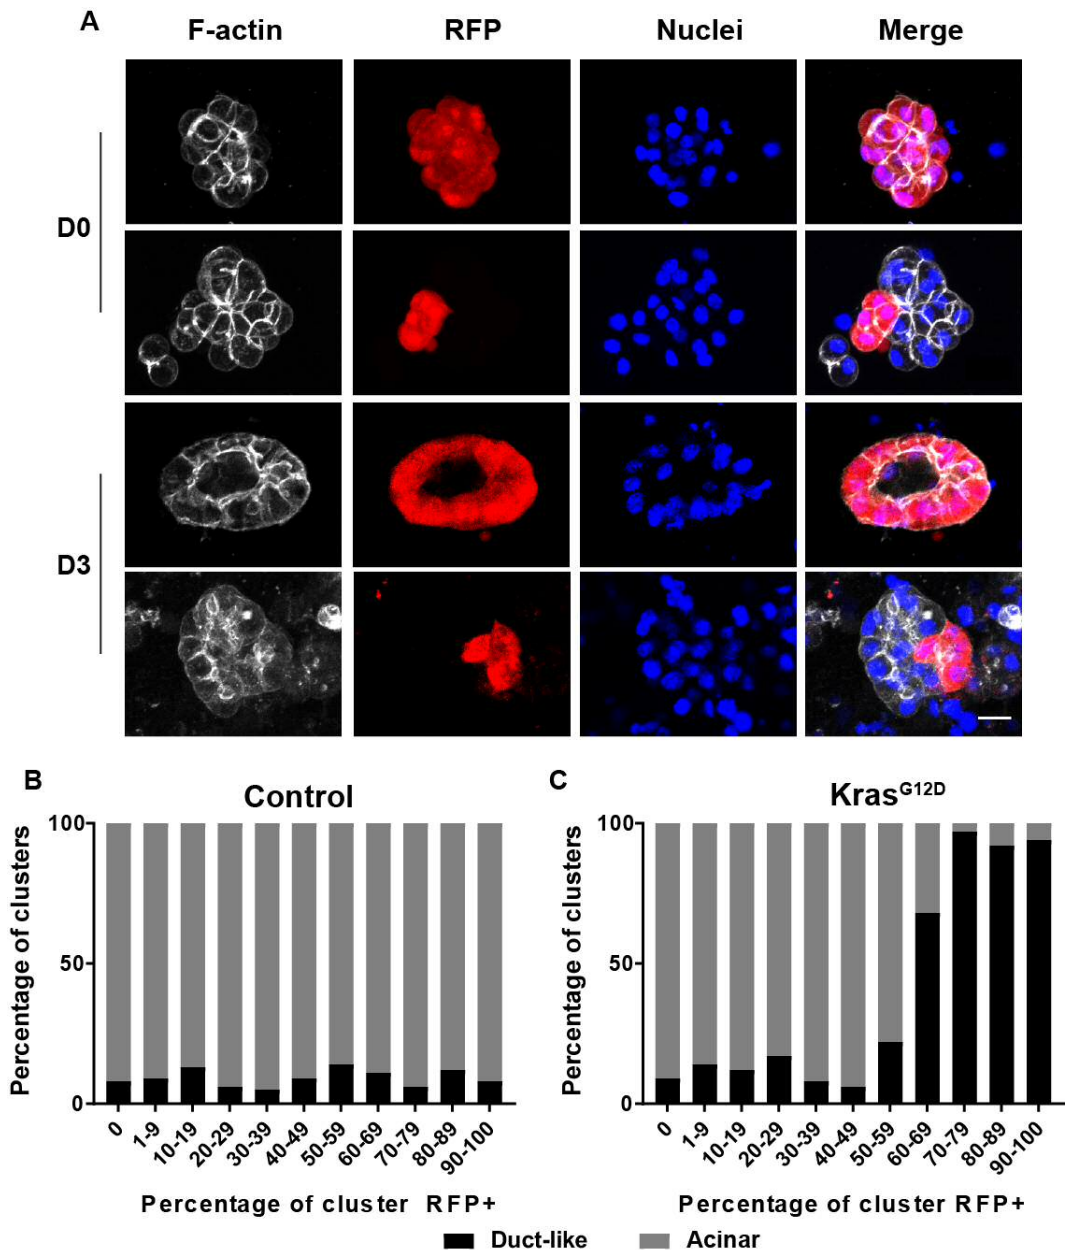 A
F-actin RFP Nuclei Merge
D0
D3
B
Control
Percentage of clusters
100
50
0
0 1-9 10-19 20-29 30-39 40-49 50-59 60-69 70-79 80-89 90-100
Percentage of cluster RFP+
C
KrasG12D
Percentage of clusters
100
50
0
0 1-9 10-19 20-29 30-39 40-49 50-59 60-69 70-79 80-89 90-100
Percentage of cluster RFP+
Duct-like Acinar